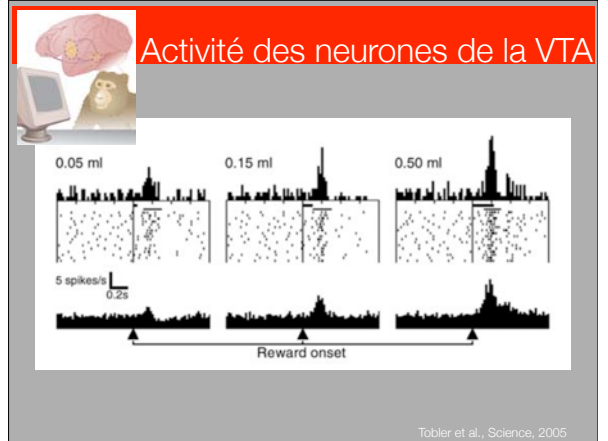 Activité des neurones de la VTA
0.05 ml
0.15 ml
0.50 ml
5 spikes/s
0.2s
Reward onset
Tobler et al., Science, 2005